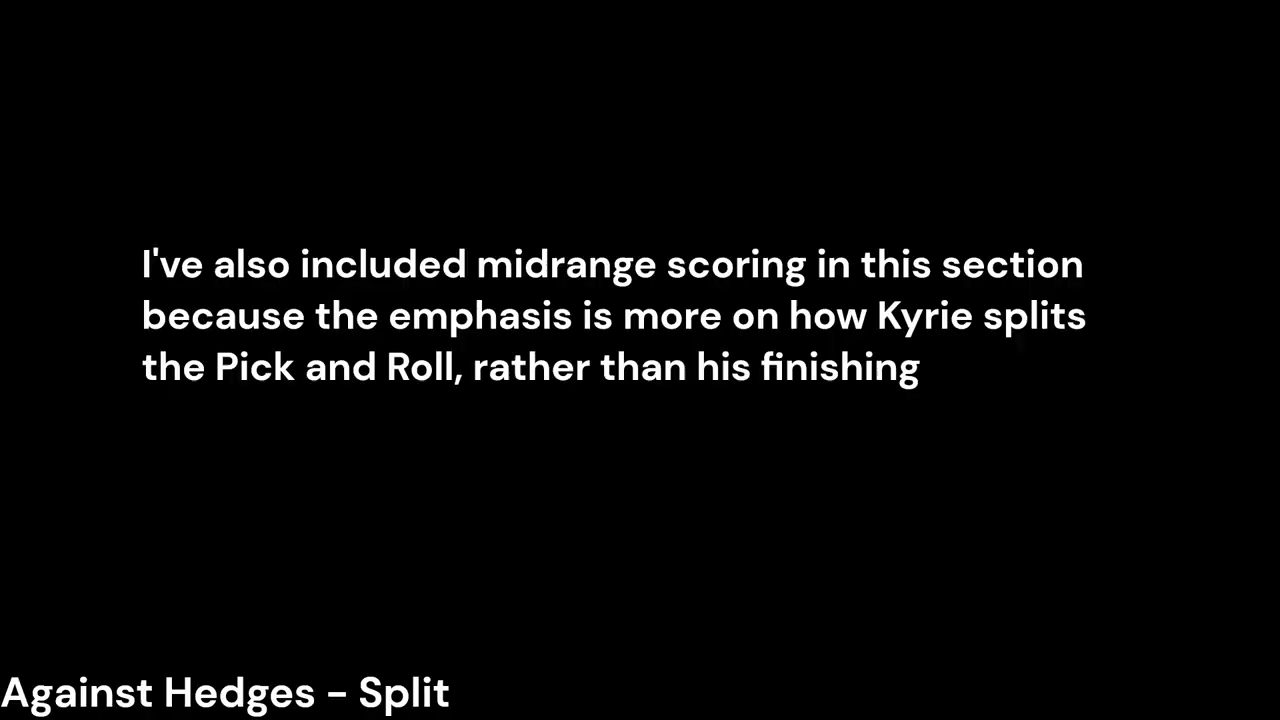 I've also included midrange scoring in this section
because the emphasis is more on how Kyrie splits
the Pick and Roll, rather than his finishing
Against Hedges - Split